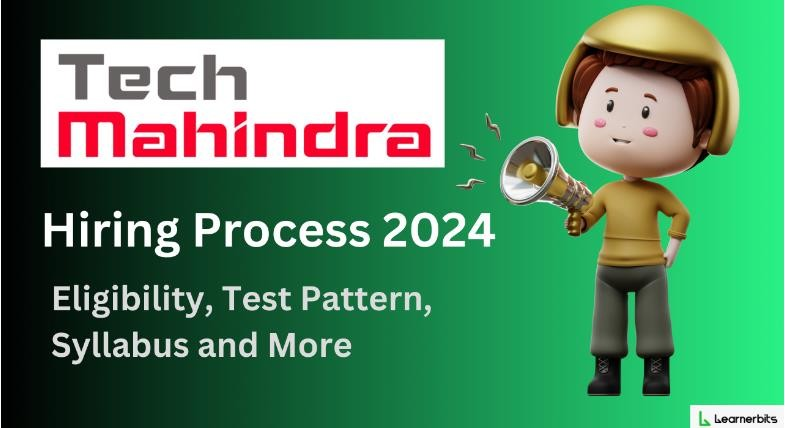 Tech
Mahindra
Hiring Process 2024
Eligibility, Test Pattern,
Syllabus and More
Learnerbits